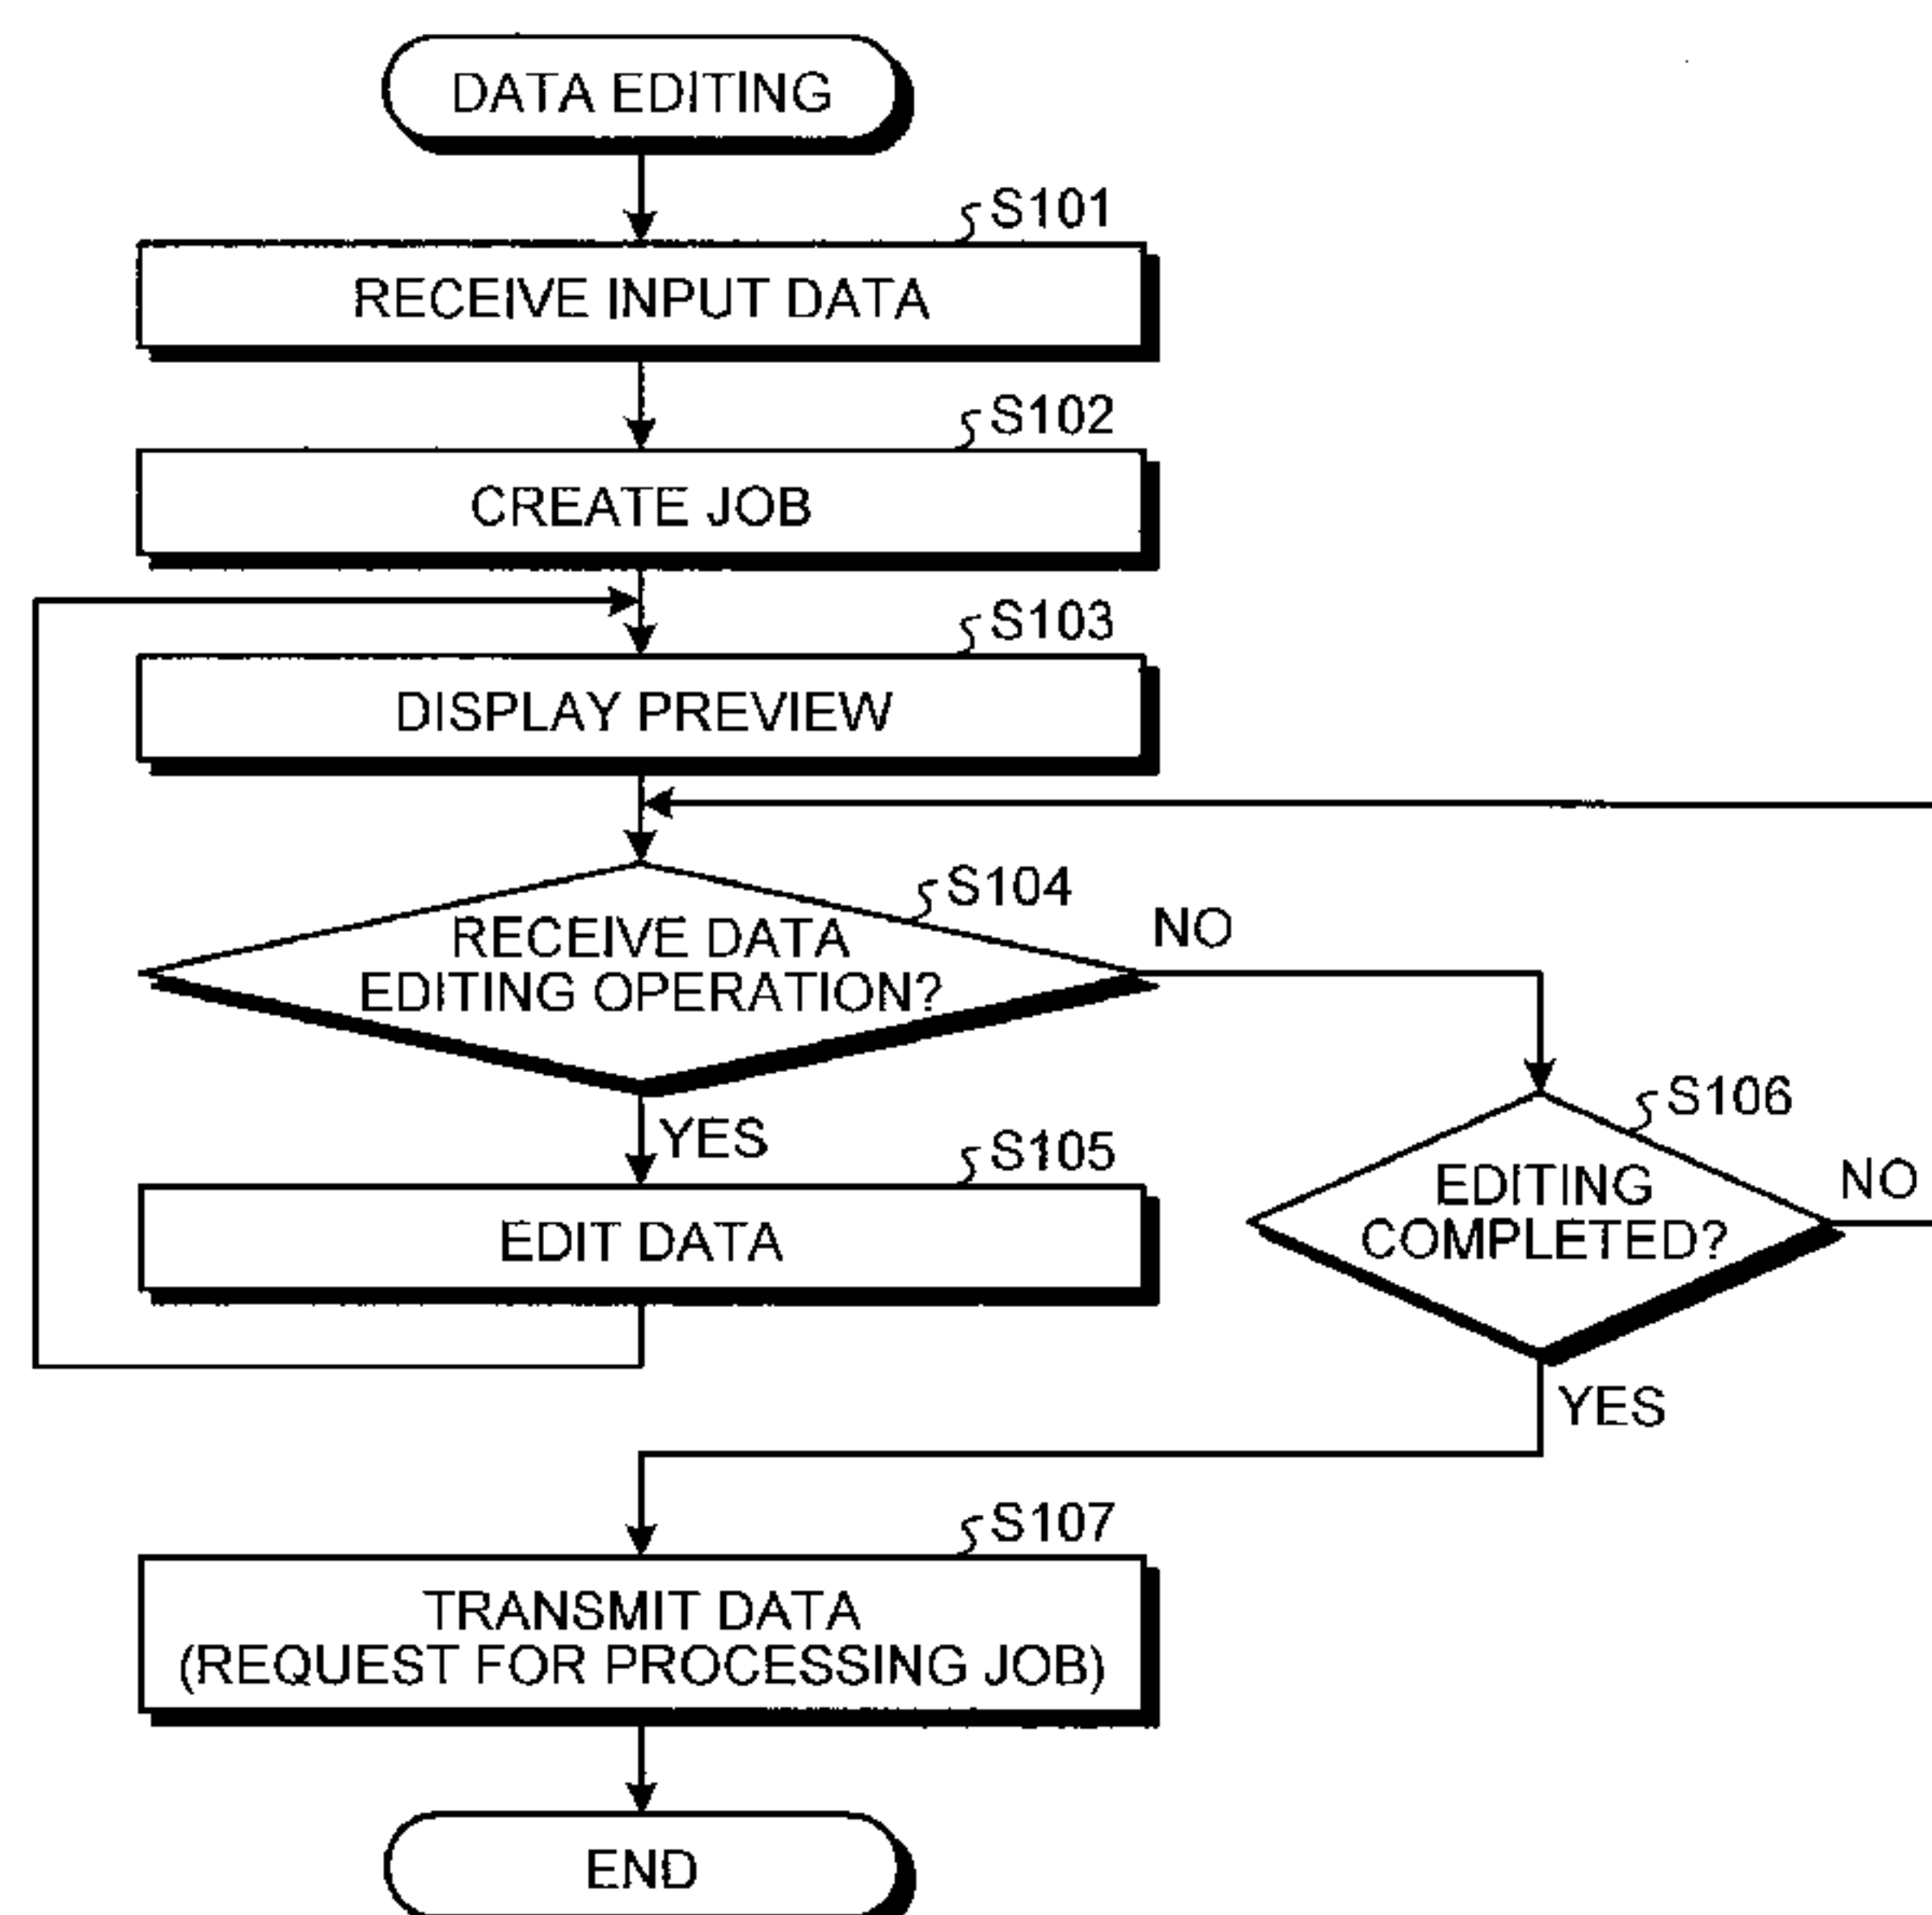 DATA EDITING
S101
RECEIVE INPUT DATA
S102
CREATE JOB
S103
DISPLAY PREVIEW
S104
RECEIVE DATA
EDITING OPERATION?
NO
YES
S105
EDIT DATA
S106
EDITING
COMPLETED?
NO
YES
S107
TRANSMIT DATA
(REQUEST FOR PROCESSING JOB)
END